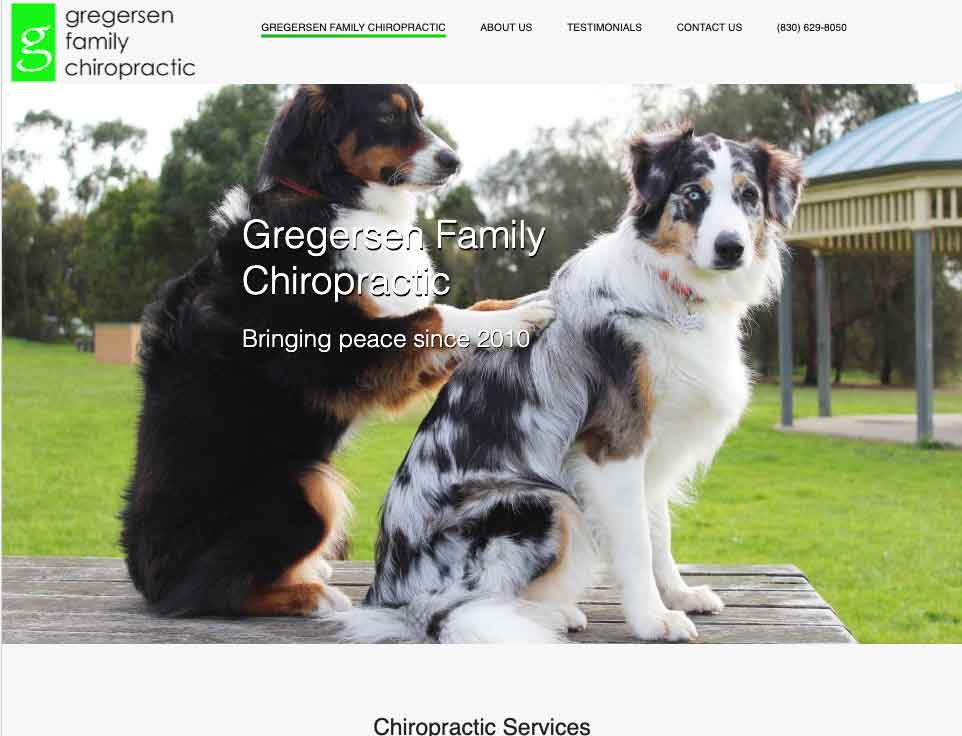 g
gregersen
family
chiropractic
GREGERSEN FAMILY CHIROPRACTIC ABOUT US TESTIMONIALS CONTACT US (830) 629-8050
Gregersen Family
Chiropractic
Bringing peace since 2010
Chiropractic Services